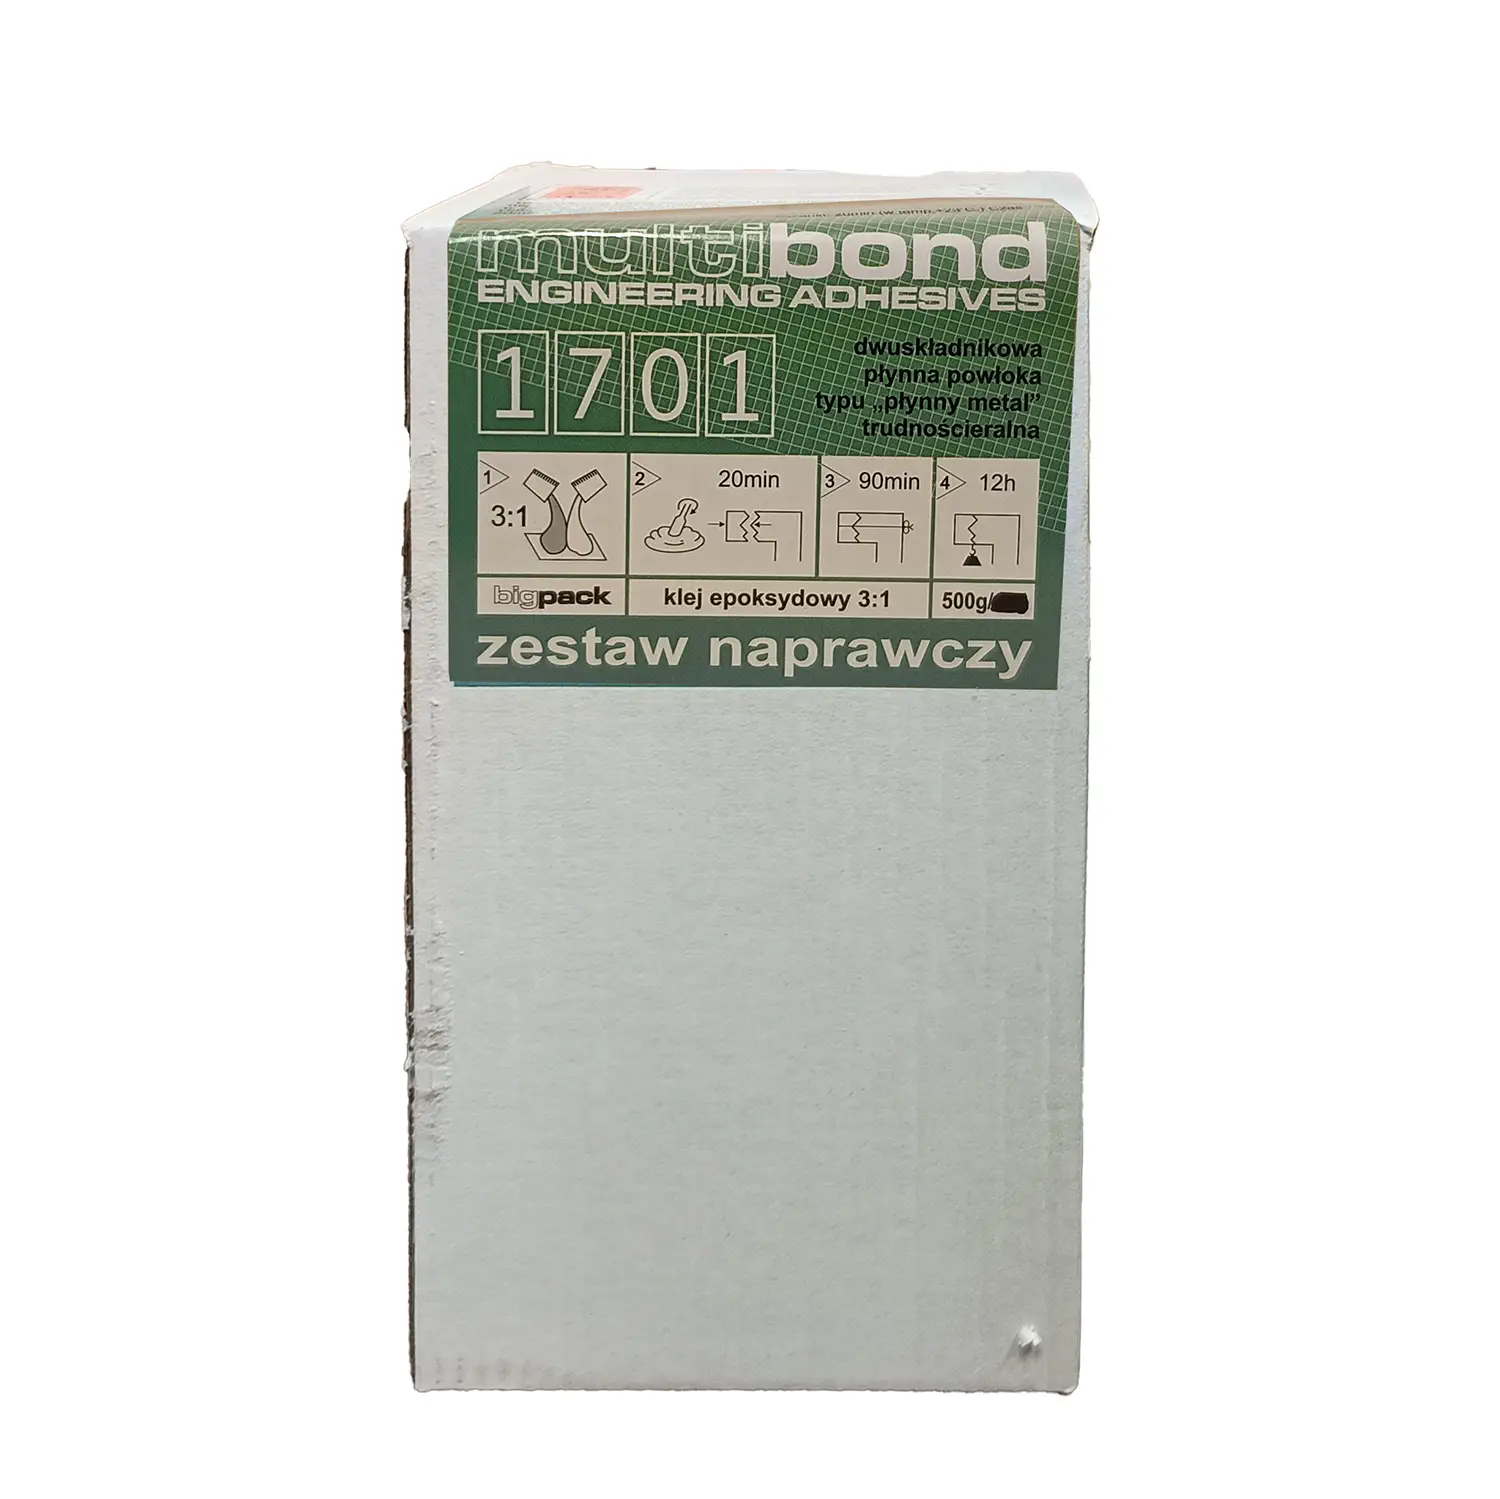 multibond
ENGINEERING ADHESIVES
1701
dwuskładnikowa
płynna powłoka
typu „płynny metal”
trudnościeralna
1 3:1
2 20min
3 90min
4 12h
bigpack
klej epoksydowy 3:1
500g/
zestaw naprawczy